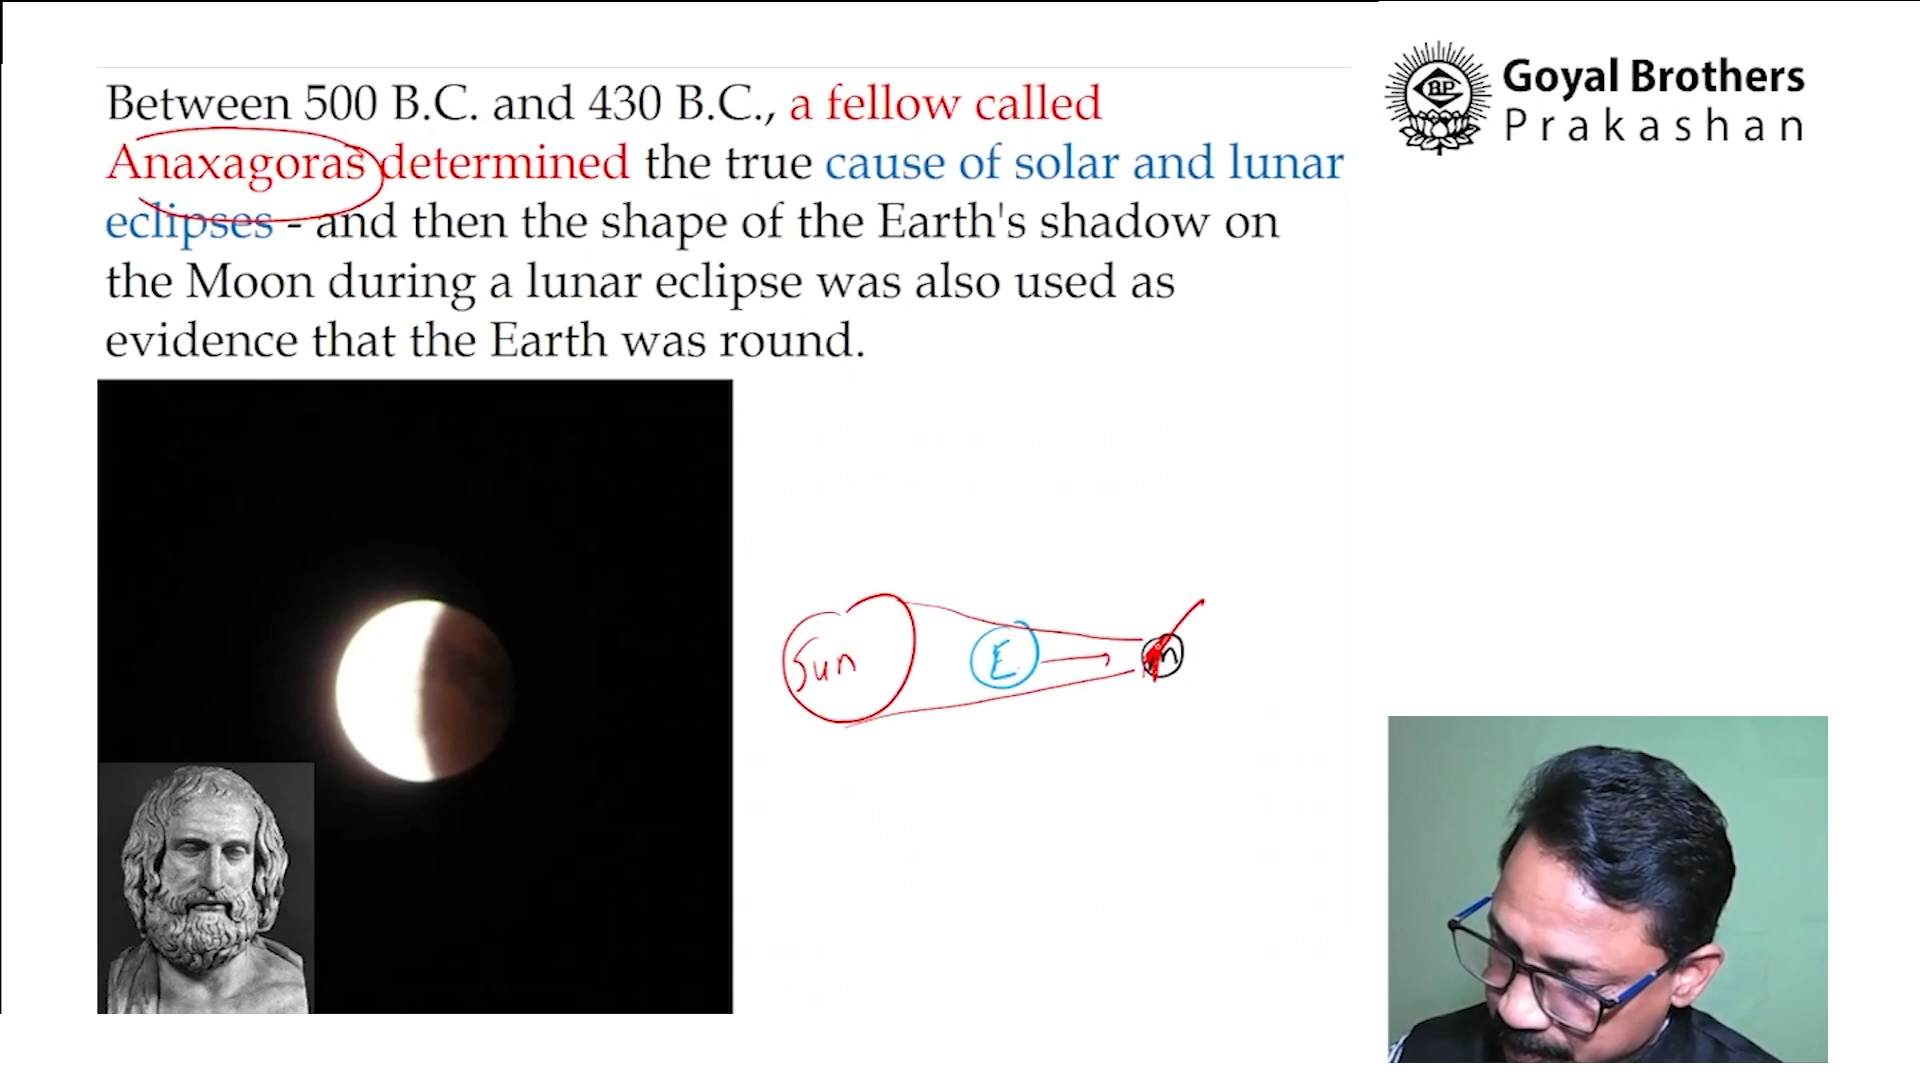 Between 500 B.C. and 430 B.C., a fellow called
Anaxagoras determined the true cause of solar and lunar
eclipses - and then the shape of the Earth's shadow on
the Moon during a lunar eclipse was also used as
evidence that the Earth was round.
Goyal Brothers
Prakashan
BP
Sun
E
m